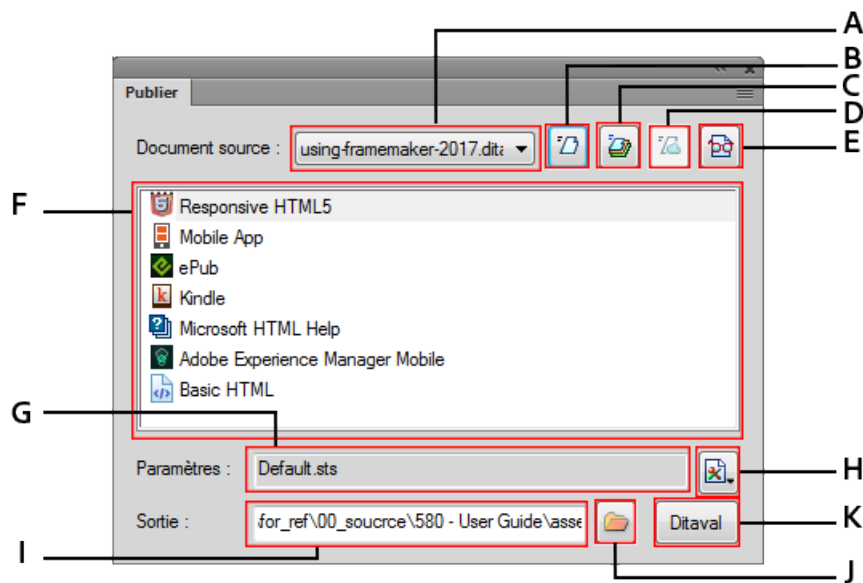 A
B
C
D
E
Publier
Document source : using-framemaker-2017.dita
F
Responsive HTML5
Mobile App
ePub
Kindle
Microsoft HTML Help
Adobe Experience Manager Mobile
Basic HTML
G
Paramètres : Default.sts
H
Sortie : for_ref\00_soucrce\580 - User Guide\asse
Ditaval
K
I
J